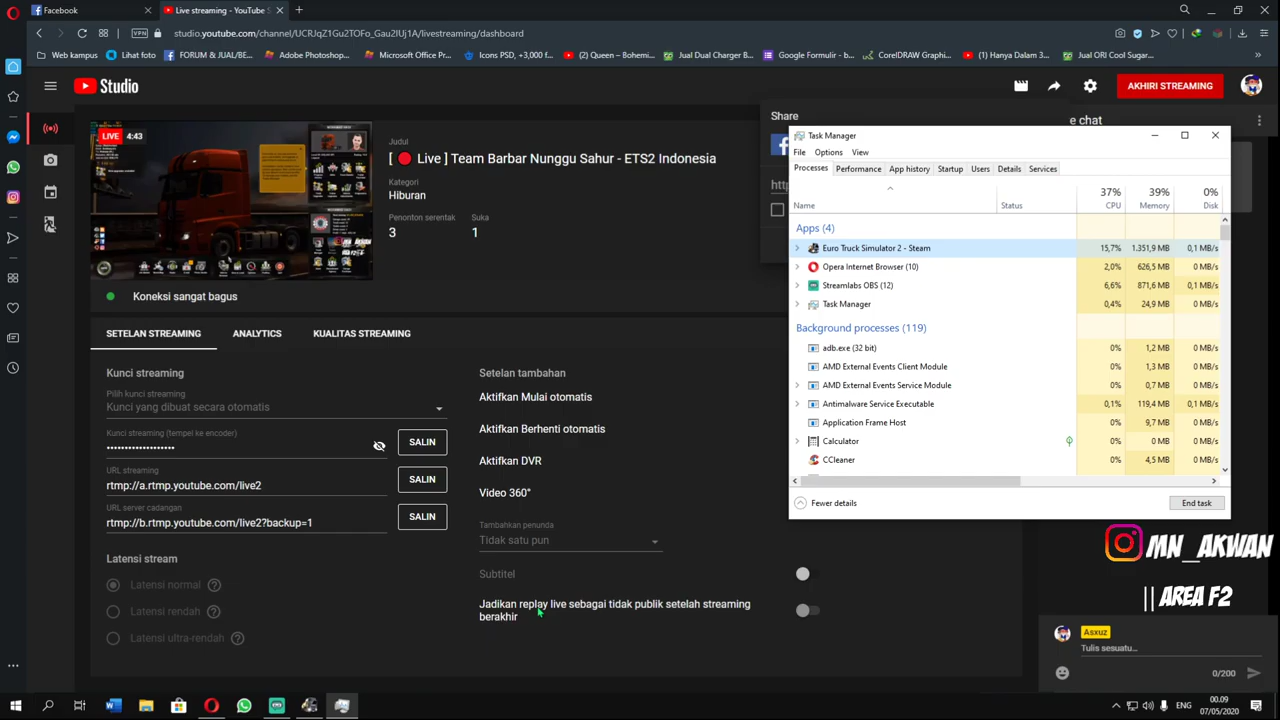 Facebook
Live streaming - YouTube S
VPN
studio.youtube.com/channel/UCRJqZ1Gu2TOFo_Gau2IUj1A/livestreaming/dashboard
Web kampus
Lihat foto
FORUM & JUAL/BE...
Adobe Photoshop...
Microsoft Office Pr...
Icons PSD, +3,000 f...
(2) Queen – Bohemi...
Jual Dual Charger B...
Google Formulir - b...
CorelDRAW Graphi...
(1) Hanya Dalam 3...
Jual ORI Cool Sugar...
Studio
AKHIRI STREAMING
LIVE 4:43
Judul
[ 🔴 Live ] Team Barbar Nunggu Sahur - ETS2 Indonesia
Kategori
Hiburan
Penonton serentak
Suka
3
1
Koneksi sangat bagus
Share
e chat
http
SETELAN STREAMING
ANALYTICS
KUALITAS STREAMING
Kunci streaming
Pilih kunci streaming
Kunci yang dibuat secara otomatis
Kunci streaming (tempel ke encoder)
••••••••••••••••••
SALIN
URL streaming
rtmp://a.rtmp.youtube.com/live2
SALIN
URL server cadangan
rtmp://b.rtmp.youtube.com/live2?backup=1
SALIN
Latensi stream
Latensi normal
Latensi rendah
Latensi ultra-rendah
Setelan tambahan
Aktifkan Mulai otomatis
Aktifkan Berhenti otomatis
Aktifkan DVR
Video 360°
Tambahkan penunda
Tidak satu pun
Subtitel
Jadikan replay live sebagai tidak publik setelah streaming
berakhir
Task Manager
File Options View
Processes Performance App history Startup Users Details Services
37% 39% 0%
Name Status CPU Memory Disk
Apps (4)
Euro Truck Simulator 2 - Steam 15,7% 1.351,9 MB 0,1 MB/s
Opera Internet Browser (10) 2,0% 626,5 MB 0,1 MB/s
Streamlabs OBS (12) 6,6% 871,6 MB 0,1 MB/s
Task Manager 0,4% 24,9 MB 0 MB/s
Background processes (119)
adb.exe (32 bit) 0% 1,2 MB 0 MB/s
AMD External Events Client Module 0% 1,3 MB 0 MB/s
AMD External Events Service Module 0% 0,7 MB 0 MB/s
Antimalware Service Executable 0,1% 119,4 MB 0,1 MB/s
Application Frame Host 0% 9,7 MB 0 MB/s
Calculator 0% 0 MB 0 MB/s
CCleaner 0% 4,5 MB 0 MB/s
Fewer details
End task
MN_AKWAN
|| AREA F2
Asxuz
Tulis sesuatu...
0/200
ENG
00.09
07/05/2020